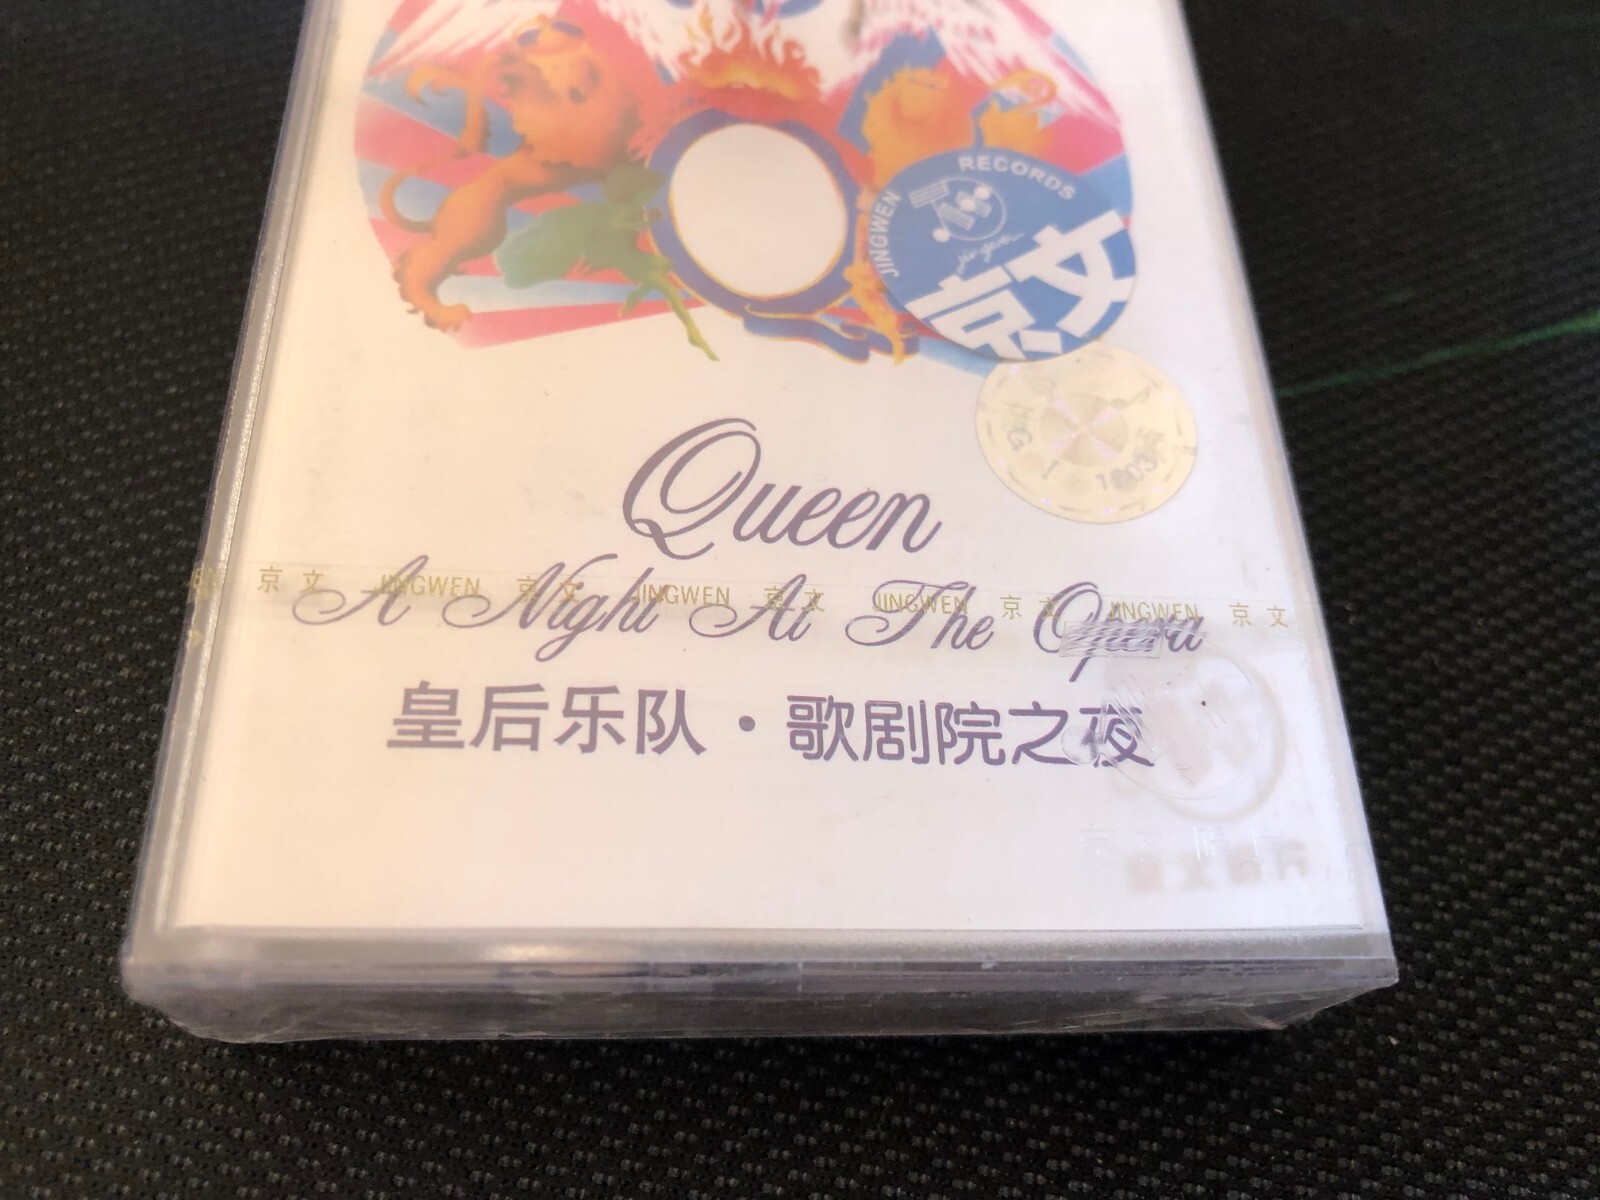 JINGWEN RECORDS
京文
Queen
京文 JINGWEN 京文 JINGWEN 京文 JINGWEN 京文 JINGWEN 京文
A Night At The Opera
皇后乐队·歌剧院之夜